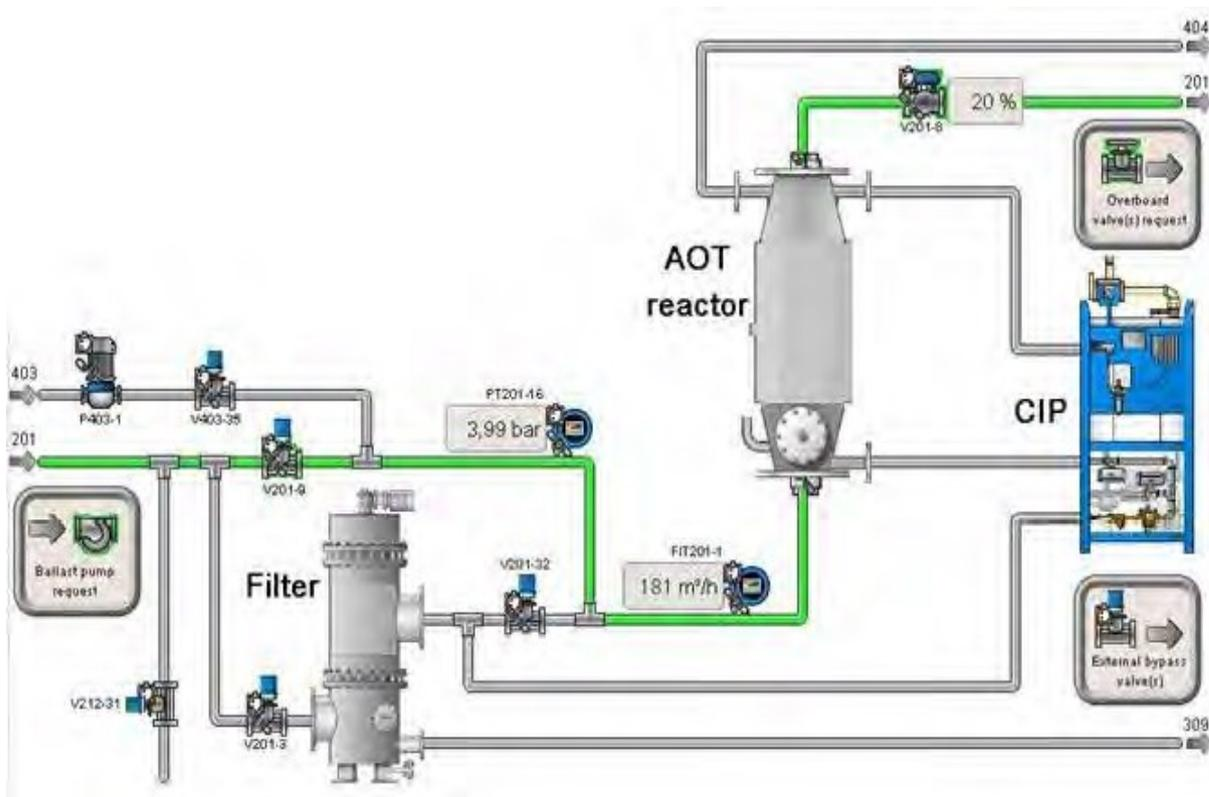 404
201
20 %
V201-8
Overboard
valve(s) request
AOT
reactor
403
P403-1
V403-35
PT201-16
3,99 bar
CIP
201
V201-9
Ballast pump
request
Filter
V201-32
FIT201-1
181 m³/h
External bypass
valve(s)
V212-31
V201-3
309